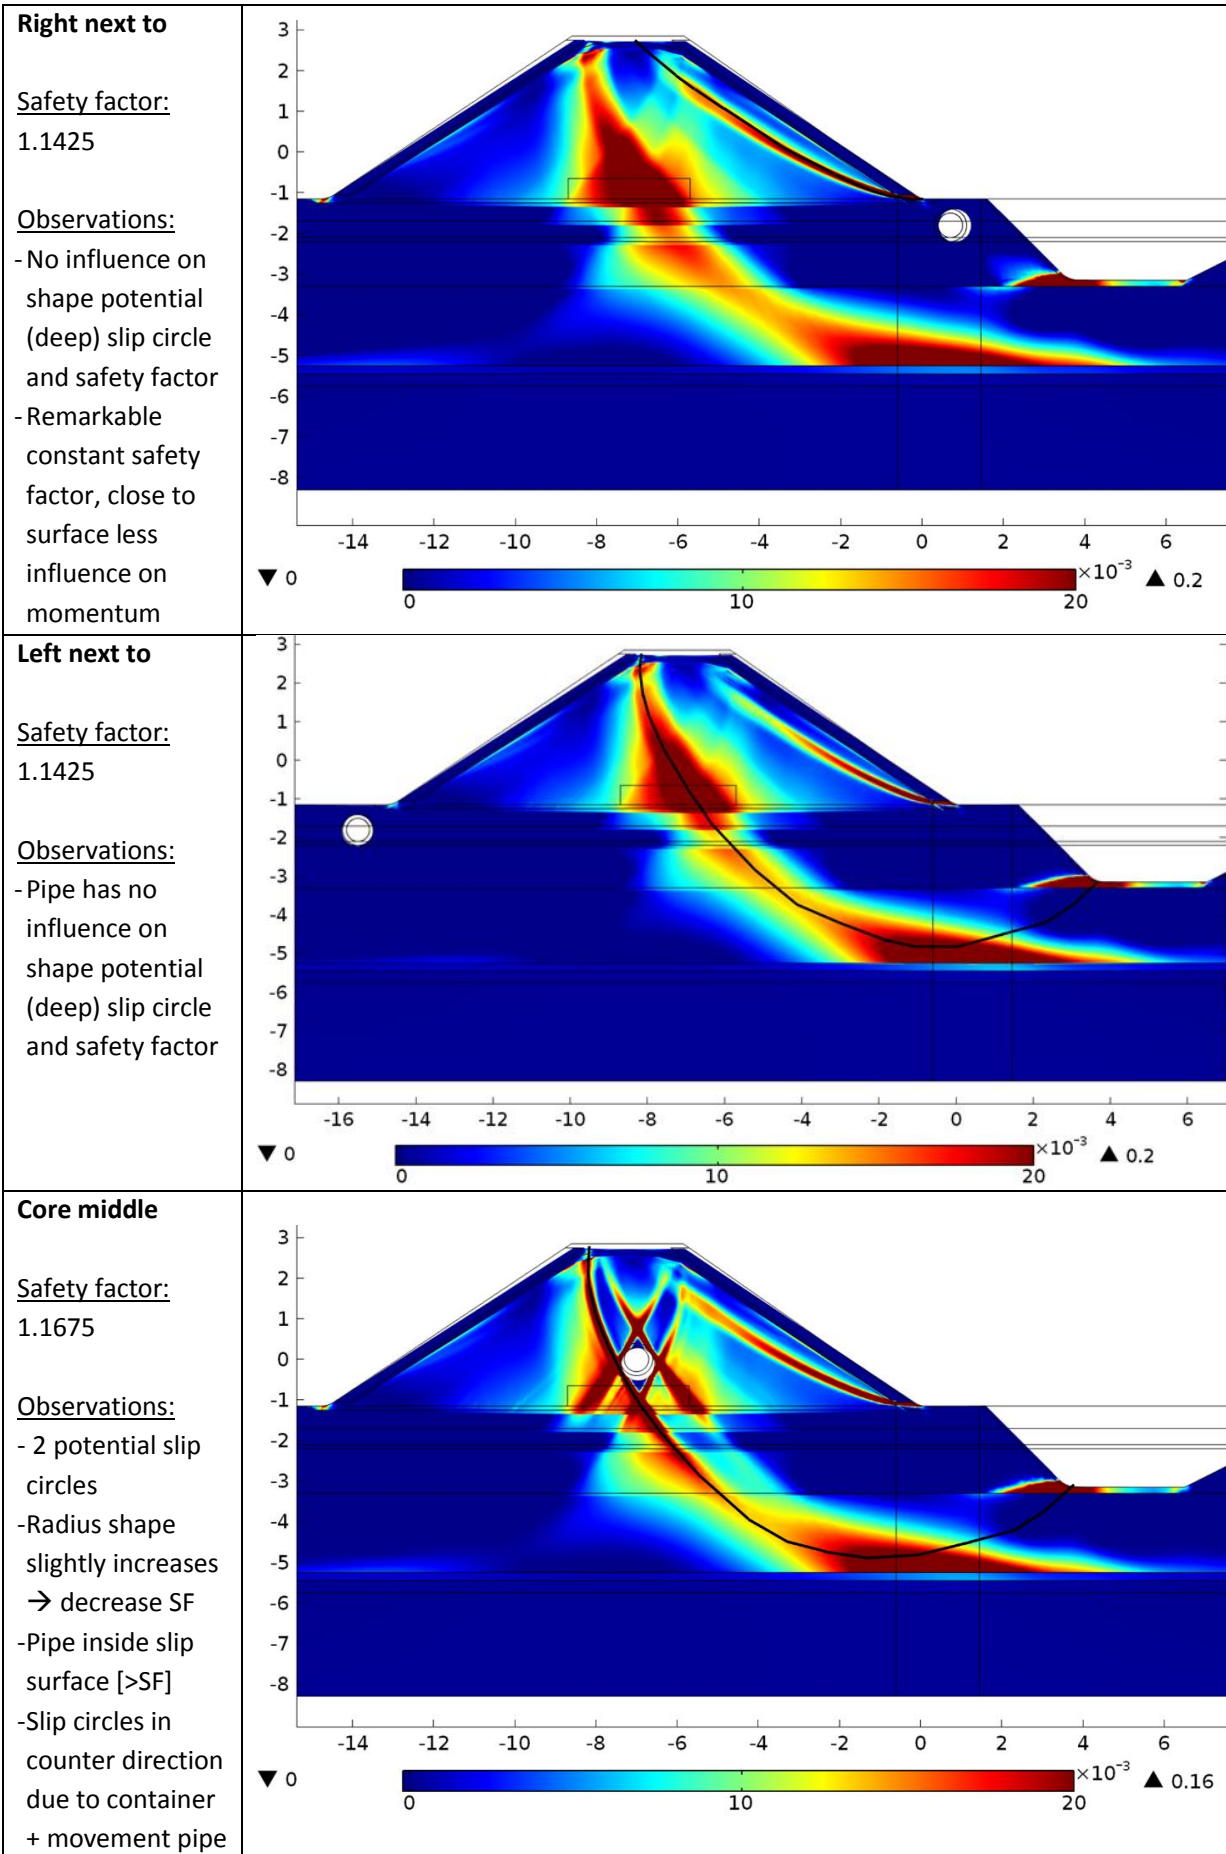 Right next to
Safety factor:
1.1425
Observations:
- No influence on
shape potential
(deep) slip circle
and safety factor
- Remarkable
constant safety
factor, close to
surface less
influence on
momentum
3
2
1
0
-1
-2
-3
-4
-5
-6
-7
-8
-14 -12 -10 -8 -6 -4 -2 0 2 4 6
▼ 0
×10⁻³ ▲ 0.2
0 10 20
Left next to
Safety factor:
1.1425
Observations:
- Pipe has no
influence on
shape potential
(deep) slip circle
and safety factor
3
2
1
0
-1
-2
-3
-4
-5
-6
-7
-8
-16 -14 -12 -10 -8 -6 -4 -2 0 2 4 6
▼ 0
×10⁻³ ▲ 0.2
0 10 20
Core middle
Safety factor:
1.1675
Observations:
- 2 potential slip
circles
-Radius shape
slightly increases
→ decrease SF
-Pipe inside slip
surface [>SF]
-Slip circles in
counter direction
due to container
+ movement pipe
3
2
1
0
-1
-2
-3
-4
-5
-6
-7
-8
-14 -12 -10 -8 -6 -4 -2 0 2 4 6
▼ 0
×10⁻³ ▲ 0.16
0 10 20